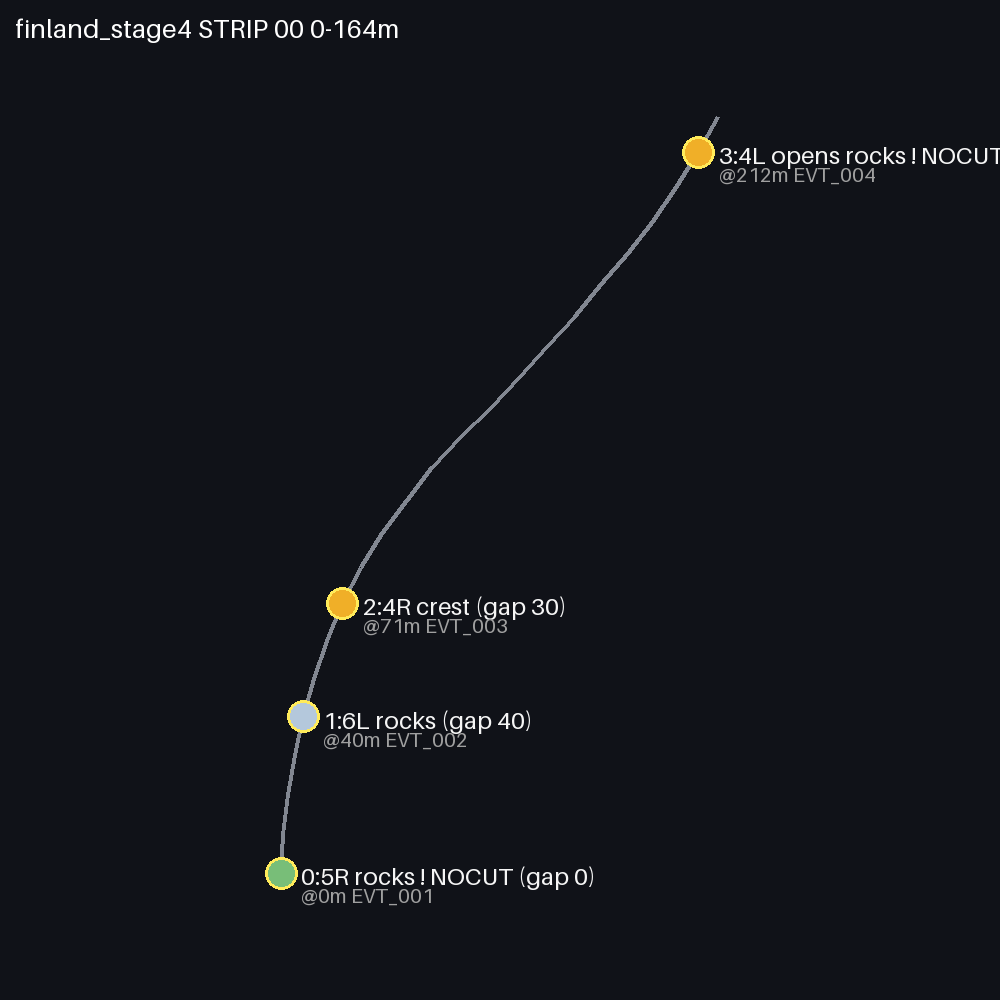 finland_stage4 STRIP 00 0-164m
3:4L opens rocks ! NOCUT
@212m EVT_004
2:4R crest (gap 30)
@71m EVT_003
1:6L rocks (gap 40)
@40m EVT_002
0:5R rocks ! NOCUT (gap 0)
@0m EVT_001